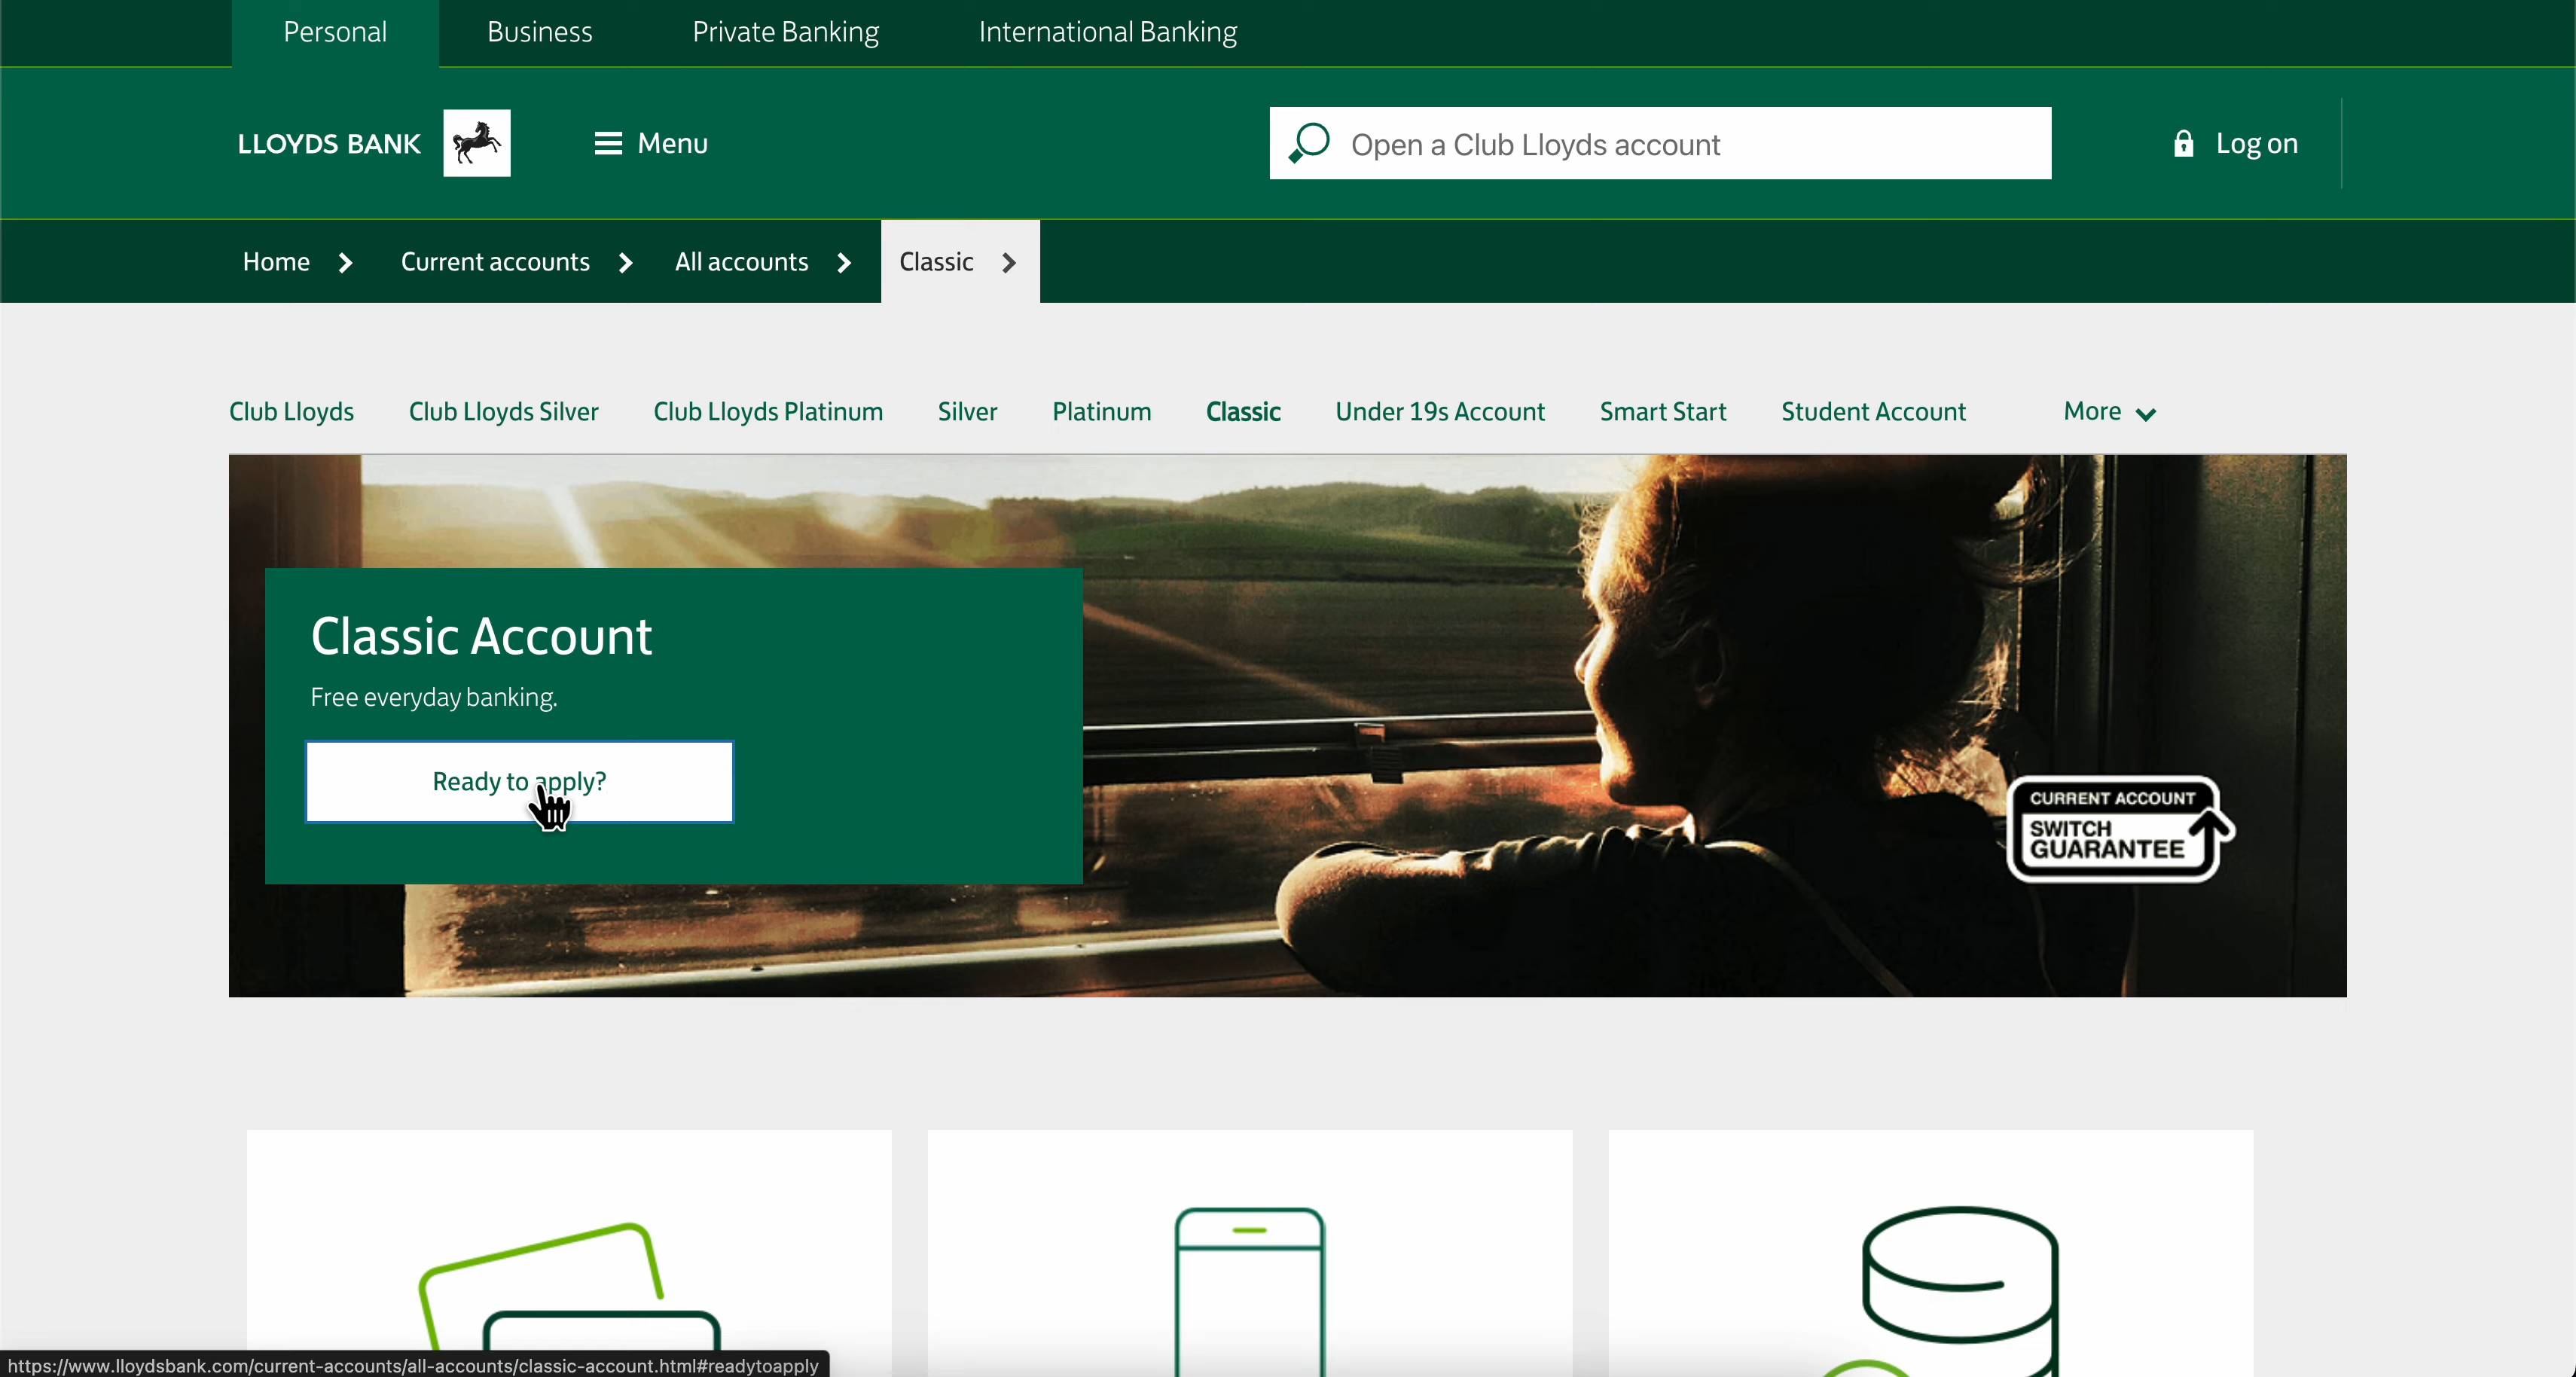 Personal
Business
Private Banking
International Banking
LLOYDS BANK
Menu
Open a Club Lloyds account
Log on
Home
Current accounts
All accounts
Classic
Club Lloyds
Club Lloyds Silver
Club Lloyds Platinum
Silver
Platinum
Classic
Under 19s Account
Smart Start
Student Account
More
Classic Account
Free everyday banking.
Ready to apply?
CURRENT ACCOUNT
SWITCH
GUARANTEE
https://www.lloydsbank.com/current-accounts/all-accounts/classic-account.html#readytoapply